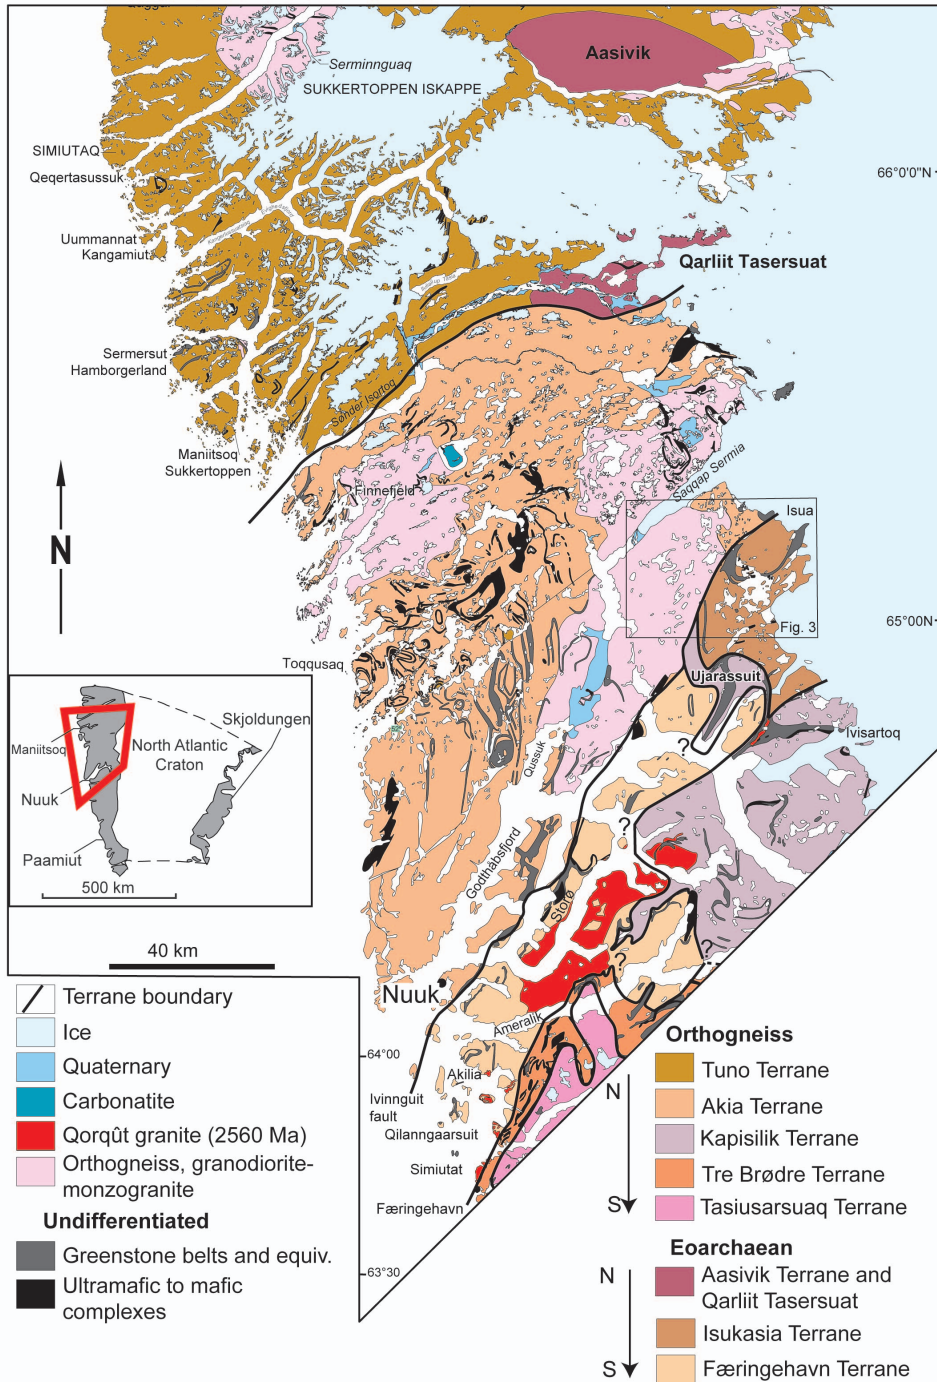 Serminnguaq
SUKKERTOPPEN ISKAPPE
Aasivik
SIMIUTAQ
Qeqertasussuk
66°0'0"N
Uummannat
Kangamiut
Qarliit Tasersuat
Sermersut
Hamborgerland
Sønder Isortoq
Maniitsoq
Sukkertoppen
Finnefjeld
Saqqap Sermia
N
Isua
65°00N
Fig. 3
Toqqusaq
Ujarassuit
Ivisartoq
Qussuk
?
?
Skjoldungen
Maniitsoq
North Atlantic
Craton
Nuuk
Paamiut
500 km
Godthåbsfjord
Storø
40 km
?
?
Nuuk
Ameralik
64°00
Akilia
Ivinnguit
fault
Qilanngaarsuit
Simiutat
Færingehavn
63°30
Terrane boundary
Ice
Quaternary
Carbonatite
Qorqût granite (2560 Ma)
Orthogneiss, granodiorite-
monzogranite
Undifferentiated
Greenstone belts and equiv.
Ultramafic to mafic
complexes
Orthogneiss
N
Tuno Terrane
Akia Terrane
Kapisilik Terrane
Tre Brødre Terrane
S
Tasiusarsuaq Terrane
Eoarchaean
N
Aasivik Terrane and
Qarliit Tasersuat
Isukasia Terrane
S
Færingehavn Terrane